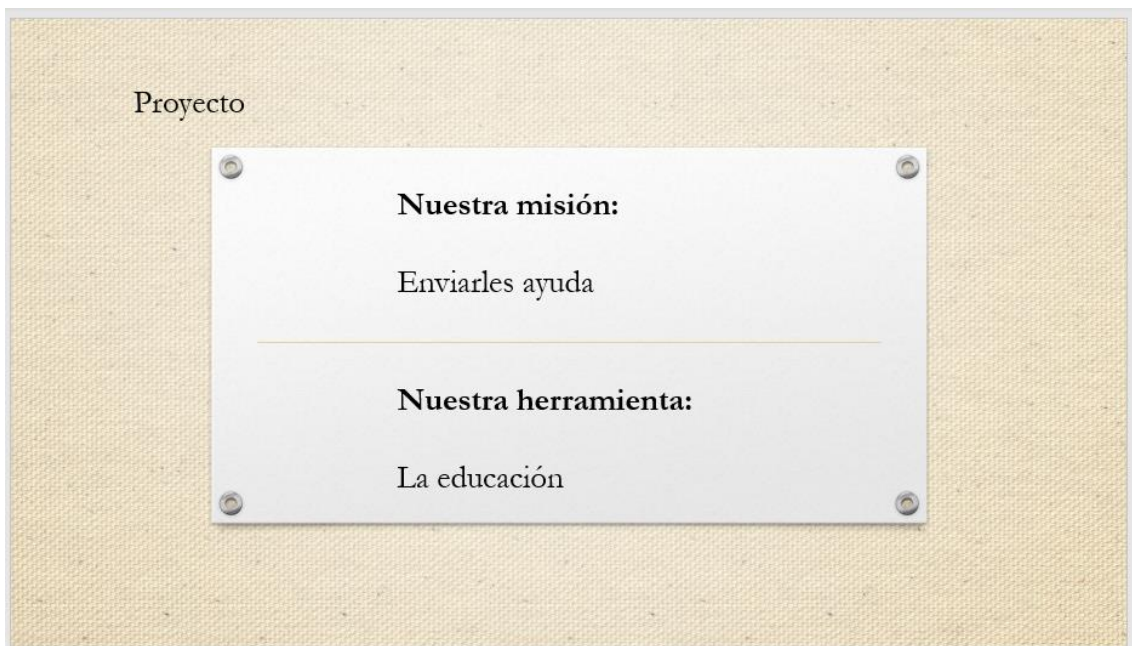 Proyecto
Nuestra misión:
Enviarles ayuda
Nuestra herramienta:
La educación